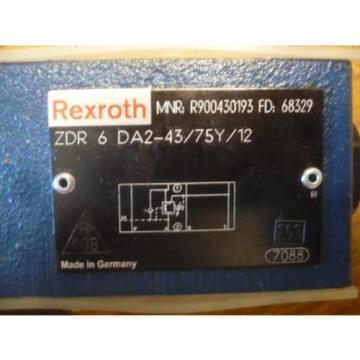 Rexroth MNR: R900430193 FD: 68329
ZDR 6 DA2-43/75Y/12
Made in Germany
7088